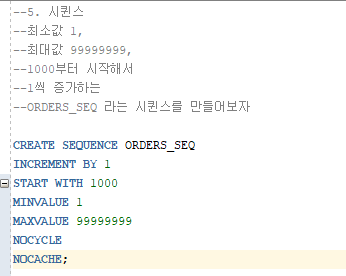 --5. 시퀀스
--최소값 1,
--최대값 99999999,
--1000부터 시작해서
--1씩 증가하는
--ORDERS_SEQ 라는 시퀀스를 만들어보자
CREATE SEQUENCE ORDERS_SEQ
INCREMENT BY 1
START WITH 1000
MINVALUE 1
MAXVALUE 99999999
NOCYCLE
NOCACHE;